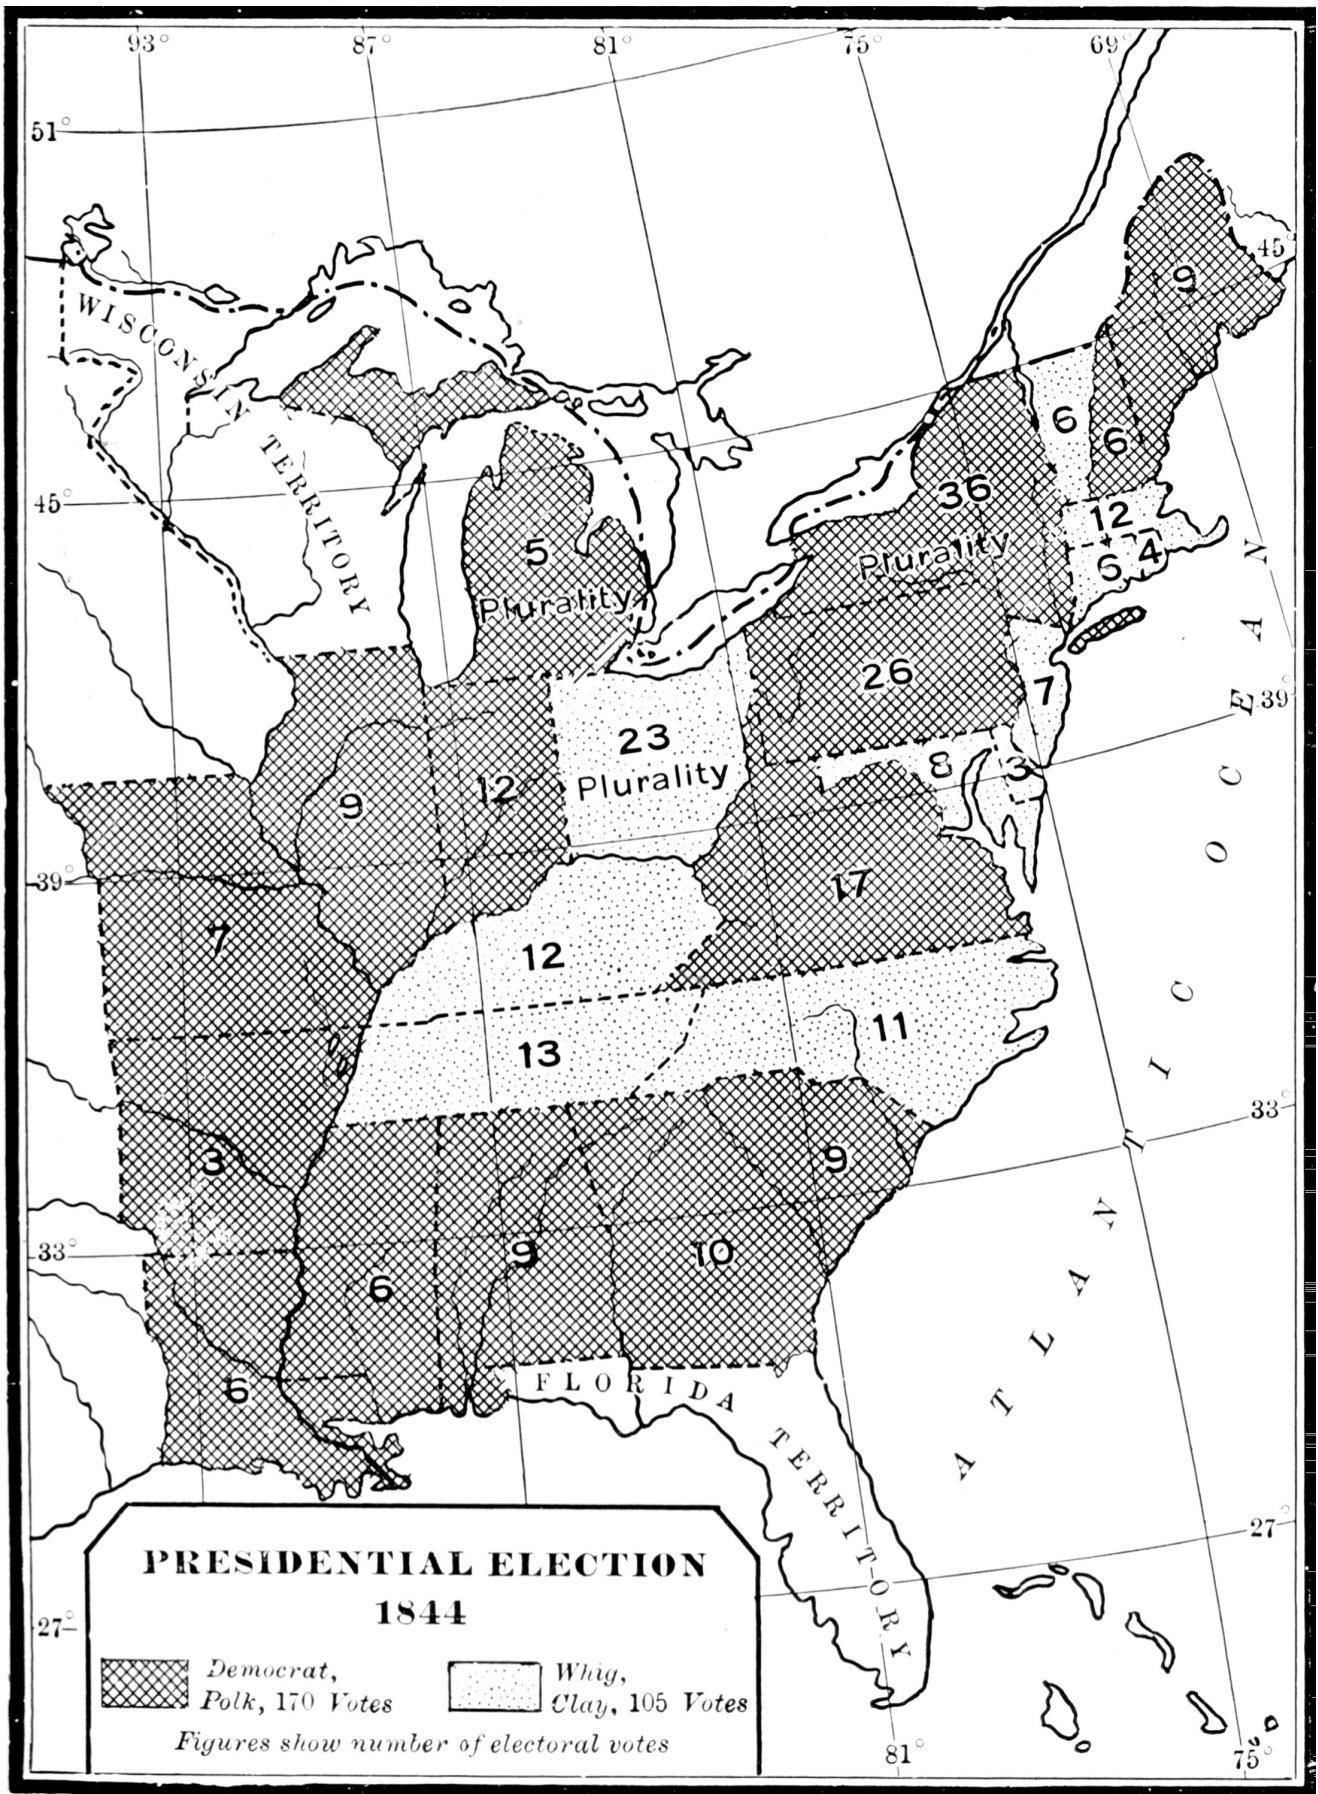 93° 87° 81° 75° 69°
51°
45°
WISCONSIN TERRITORY
9
6
6
36
Plurality
12
6 4
45°
5
Plurality
26
7
39°
23
Plurality
8
3
9
12
39°
7
17
12
11
13
33°
3
9
33°
6
9
10
6
FLORIDA TERRITORY
ATLANTIC OCEAN
27°
27°
81° 75°
PRESIDENTIAL ELECTION
1844
Democrat,
Polk, 170 Votes
Whig,
Clay, 105 Votes
Figures show number of electoral votes